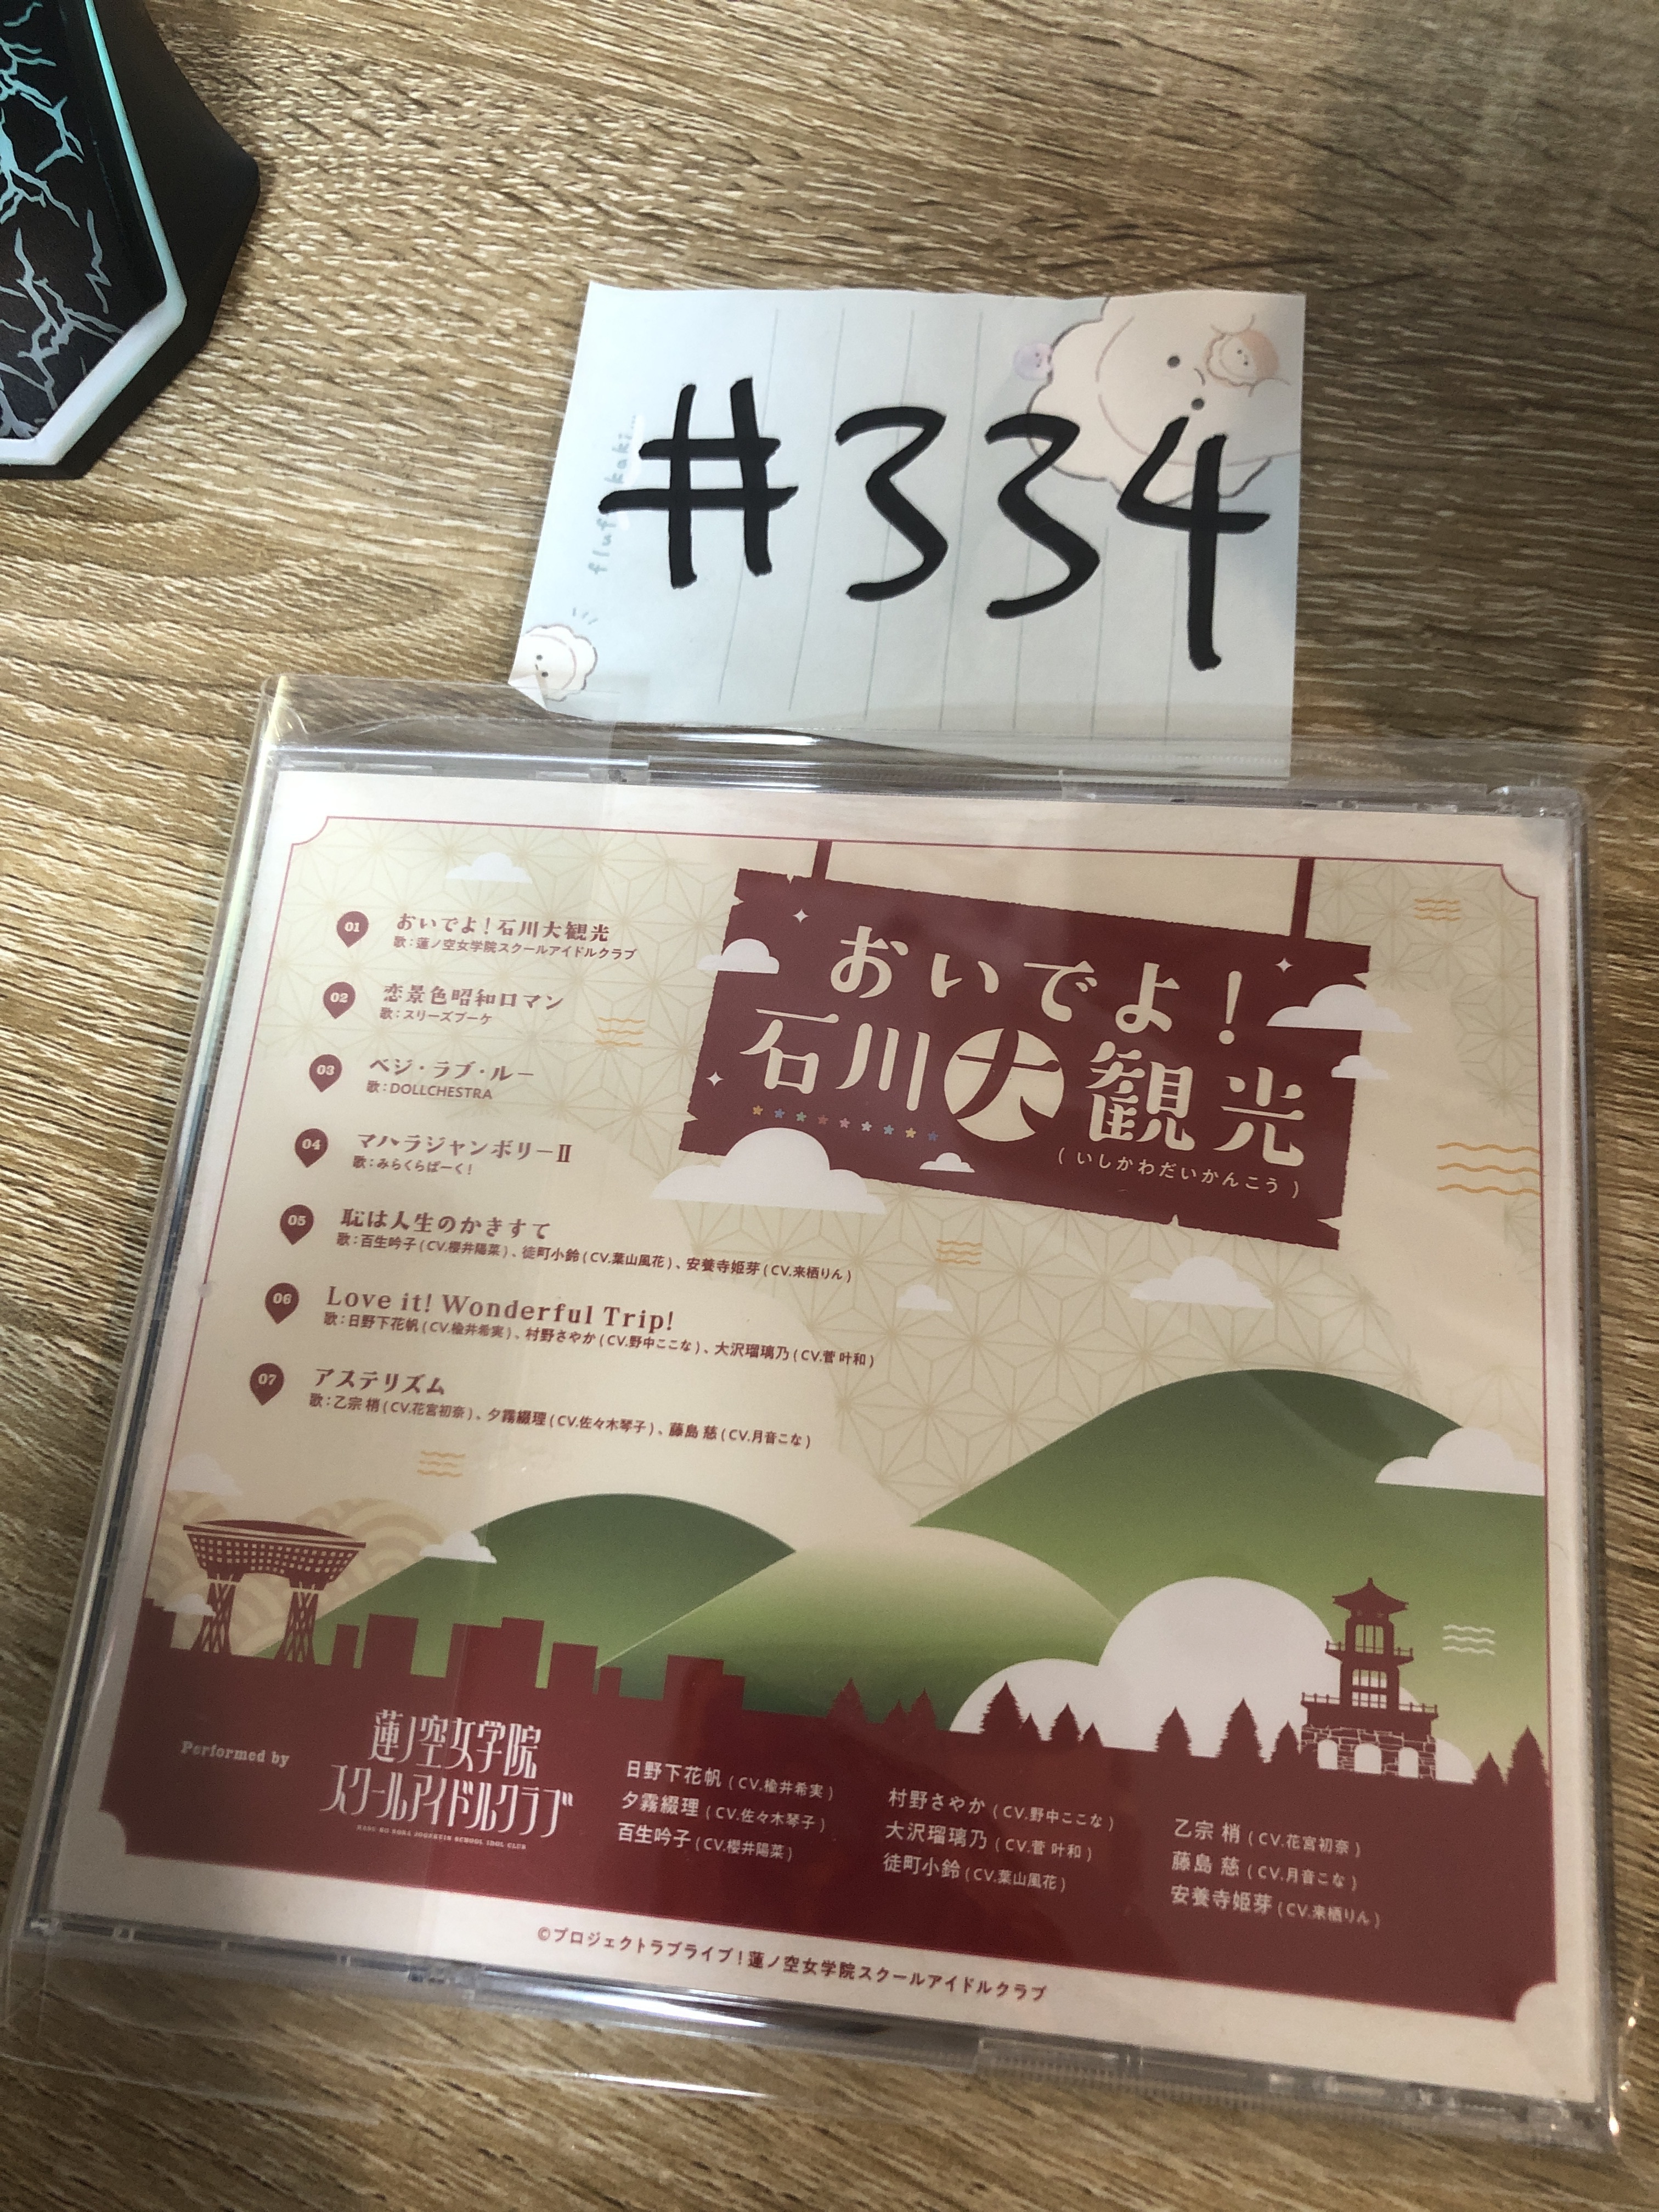 #334
fluf kaki...
01
おいでよ！石川大観光
歌：蓮ノ空女学院スクールアイドルクラブ
02
恋景色昭和ロマン
歌：スリーズブーケ
03
ベジ・ラブ・ルー
歌：DOLLCHESTRA
04
マハラジャンボリーⅡ
歌：みらくらぱーく！
05
恥は人生のかきすて
歌：百生吟子（CV.櫻井陽菜）、徒町小鈴（CV.葉山風花）、安養寺姫芽（CV.来栖りん）
06
Love it! Wonderful Trip!
歌：日野下花帆（CV.楡井希実）、村野さやか（CV.野中ここな）、大沢瑠璃乃（CV.菅 叶和）
07
アステリズム
歌：乙宗 梢（CV.花宮初奈）、夕霧綴理（CV.佐々木琴子）、藤島 慈（CV.月音こな）
おいでよ！
石川大観光
（いしかわだいかんこう）
Performed by
蓮ノ空女学院
スクールアイドルクラブ
HASU NO SORA JOGAKUIN SCHOOL IDOL CLUB
日野下花帆（CV.楡井希実）
夕霧綴理（CV.佐々木琴子）
百生吟子（CV.櫻井陽菜）
村野さやか（CV.野中ここな）
大沢瑠璃乃（CV.菅 叶和）
徒町小鈴（CV.葉山風花）
乙宗 梢（CV.花宮初奈）
藤島 慈（CV.月音こな）
安養寺姫芽（CV.来栖りん）
©プロジェクトラブライブ！蓮ノ空女学院スクールアイドルクラブ